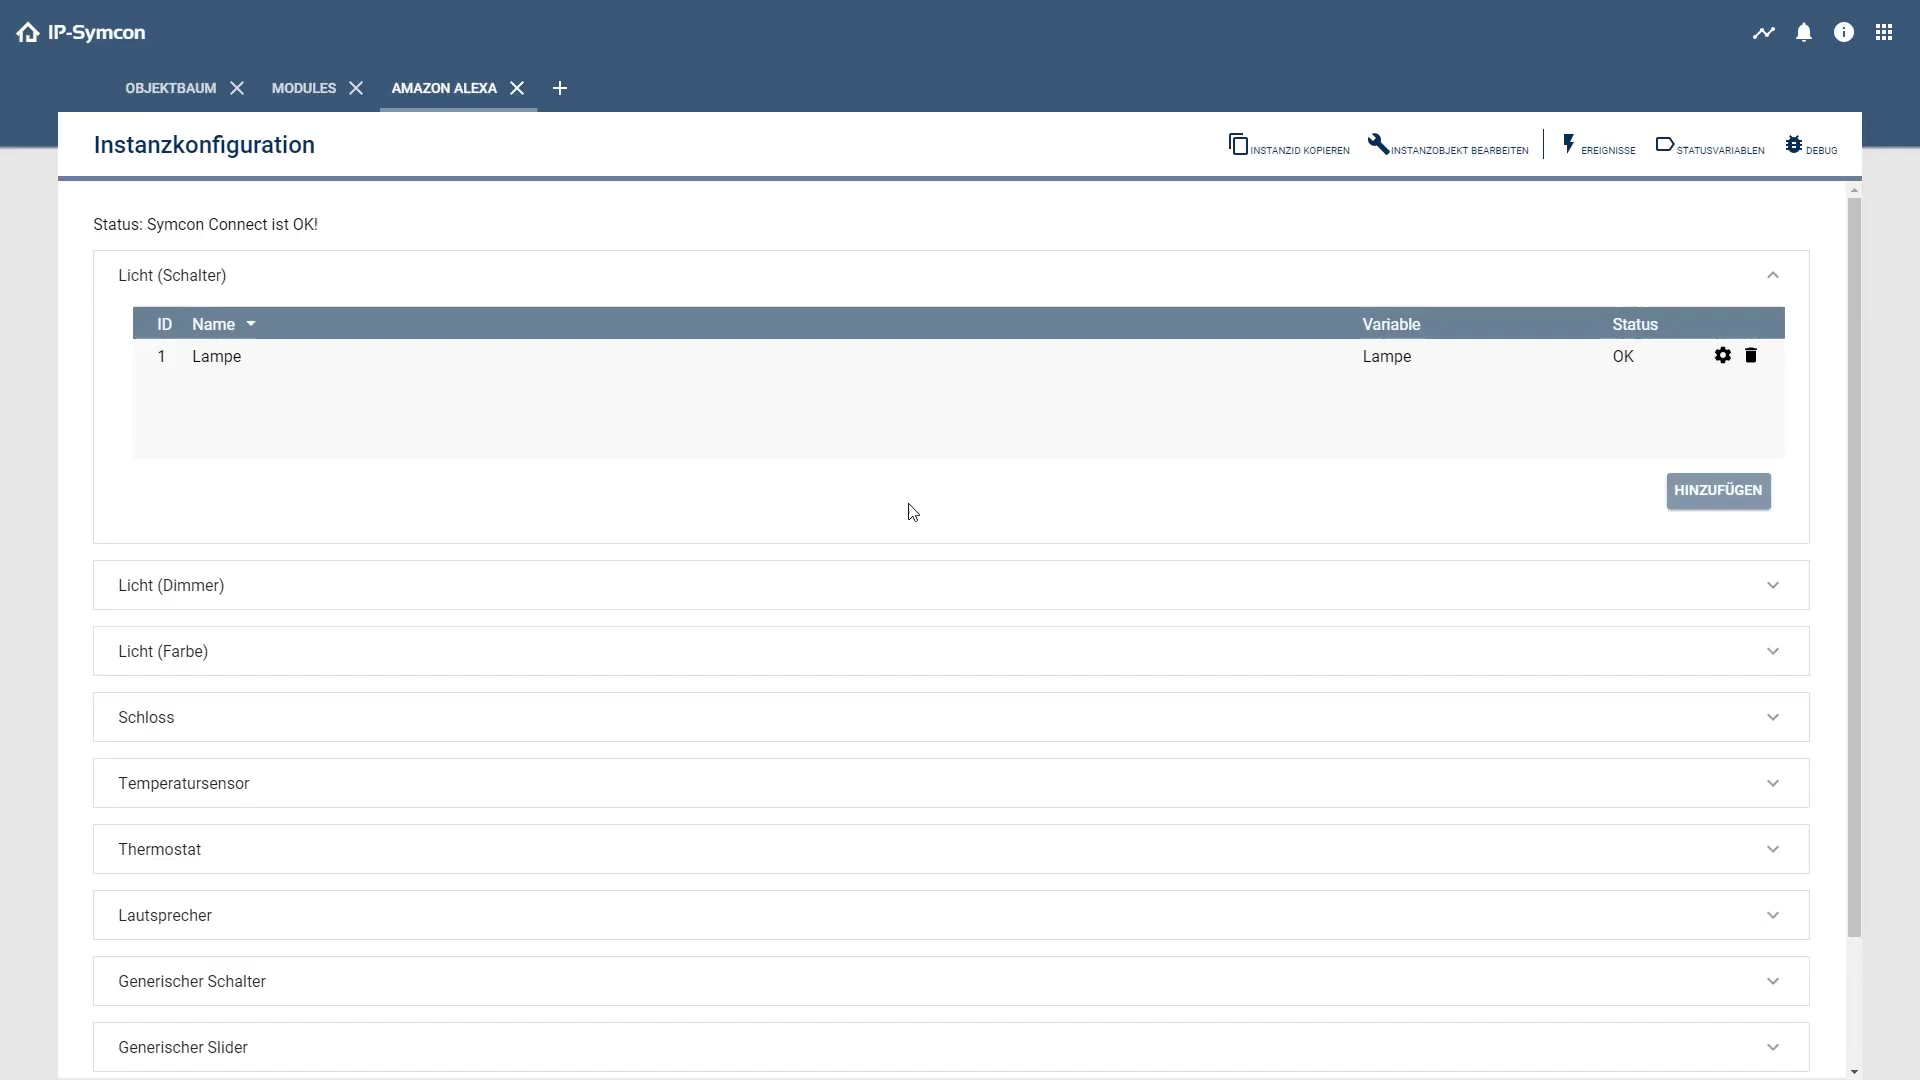 IP-Symcon
OBJEKTBAUM
MODULES
AMAZON ALEXA
Instanzkonfiguration
INSTANZID KOPIEREN
INSTANZOBJEKT BEARBEITEN
EREIGNISSE
STATUSVARIABLEN
DEBUG
Status: Symcon Connect ist OK!
Licht (Schalter)
ID Name Variable Status
1 Lampe Lampe OK
HINZUFÜGEN
Licht (Dimmer)
Licht (Farbe)
Schloss
Temperatursensor
Thermostat
Lautsprecher
Generischer Schalter
Generischer Slider